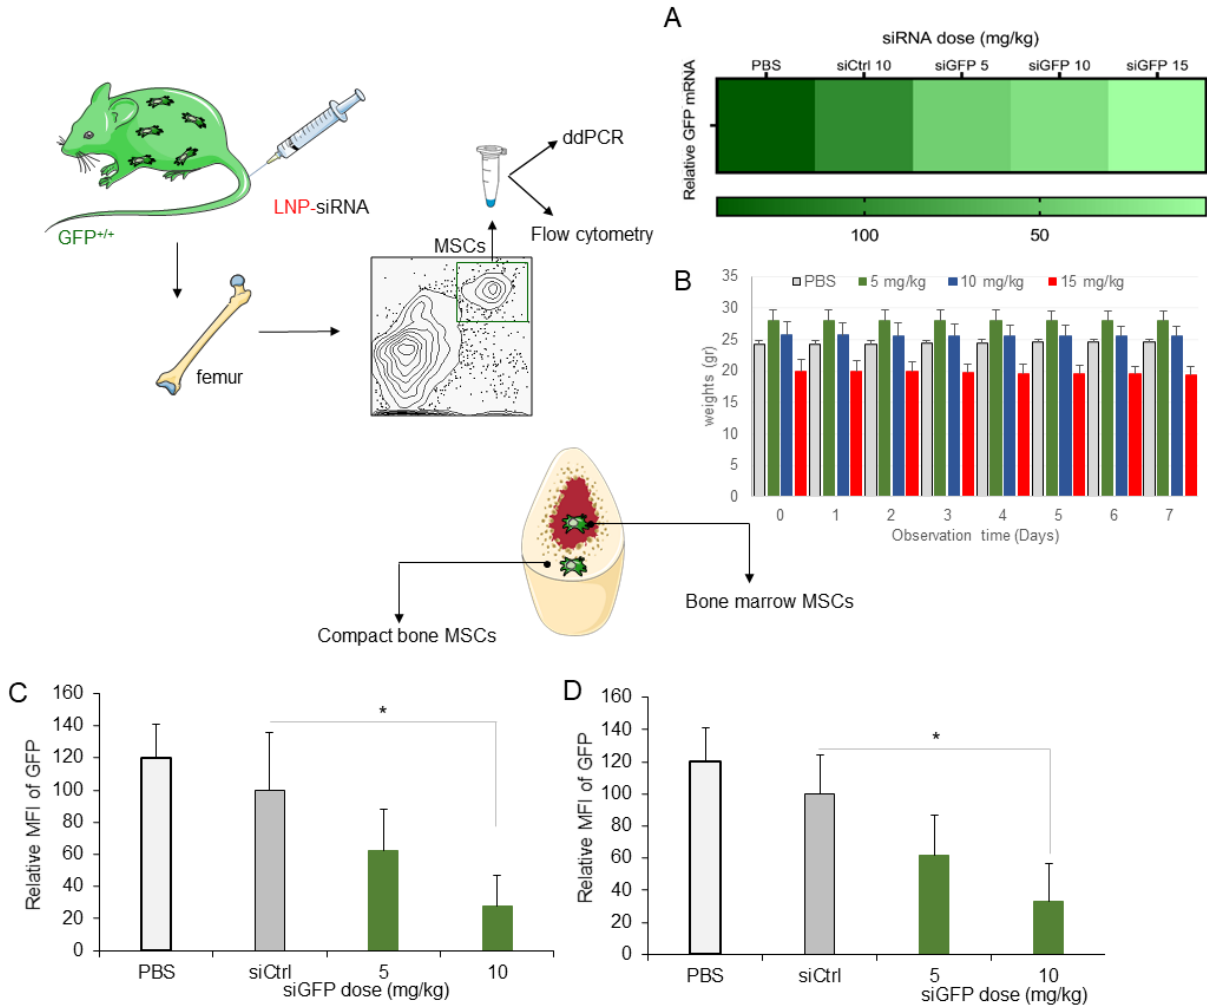 A
siRNA dose (mg/kg)
PBS siCtrl 10 siGFP 5 siGFP 10 siGFP 15
Relative GFP mRNA
100 50
ddPCR
LNP-siRNA
GFP+/+
MSCs
Flow cytometry
femur
B
PBS 5 mg/kg 10 mg/kg 15 mg/kg
35
30
25
20
15
10
5
0
weights (gr)
0 1 2 3 4 5 6 7
Observation time (Days)
Bone marrow MSCs
Compact bone MSCs
C
160
140
120
100
80
60
40
20
0
Relative MFI of GFP
*
PBS siCtrl 5 10
siGFP dose (mg/kg)
D
160
140
120
100
80
60
40
20
0
Relative MFI of GFP
*
PBS siCtrl 5 10
siGFP dose (mg/kg)